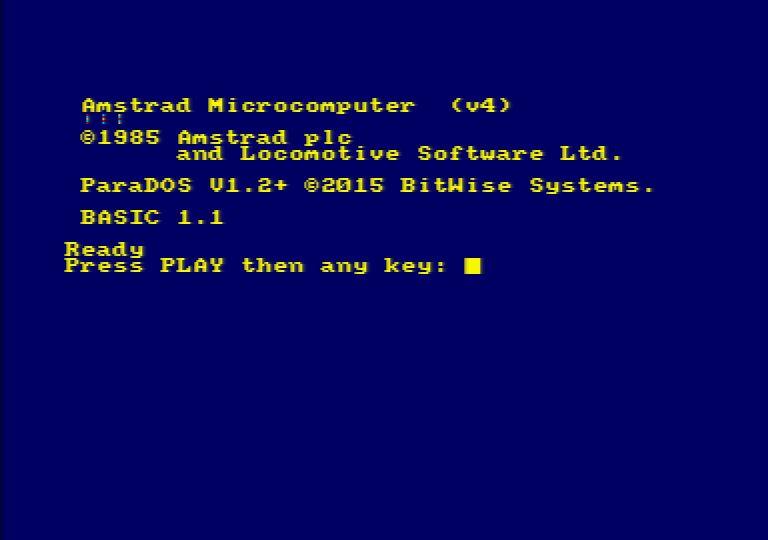 Amstrad Microcomputer  (v4)
©1985 Amstrad plc
and Locomotive Software Ltd.
ParaDOS V1.2+ ©2015 BitWise Systems.
BASIC 1.1
Ready
Press PLAY then any key: